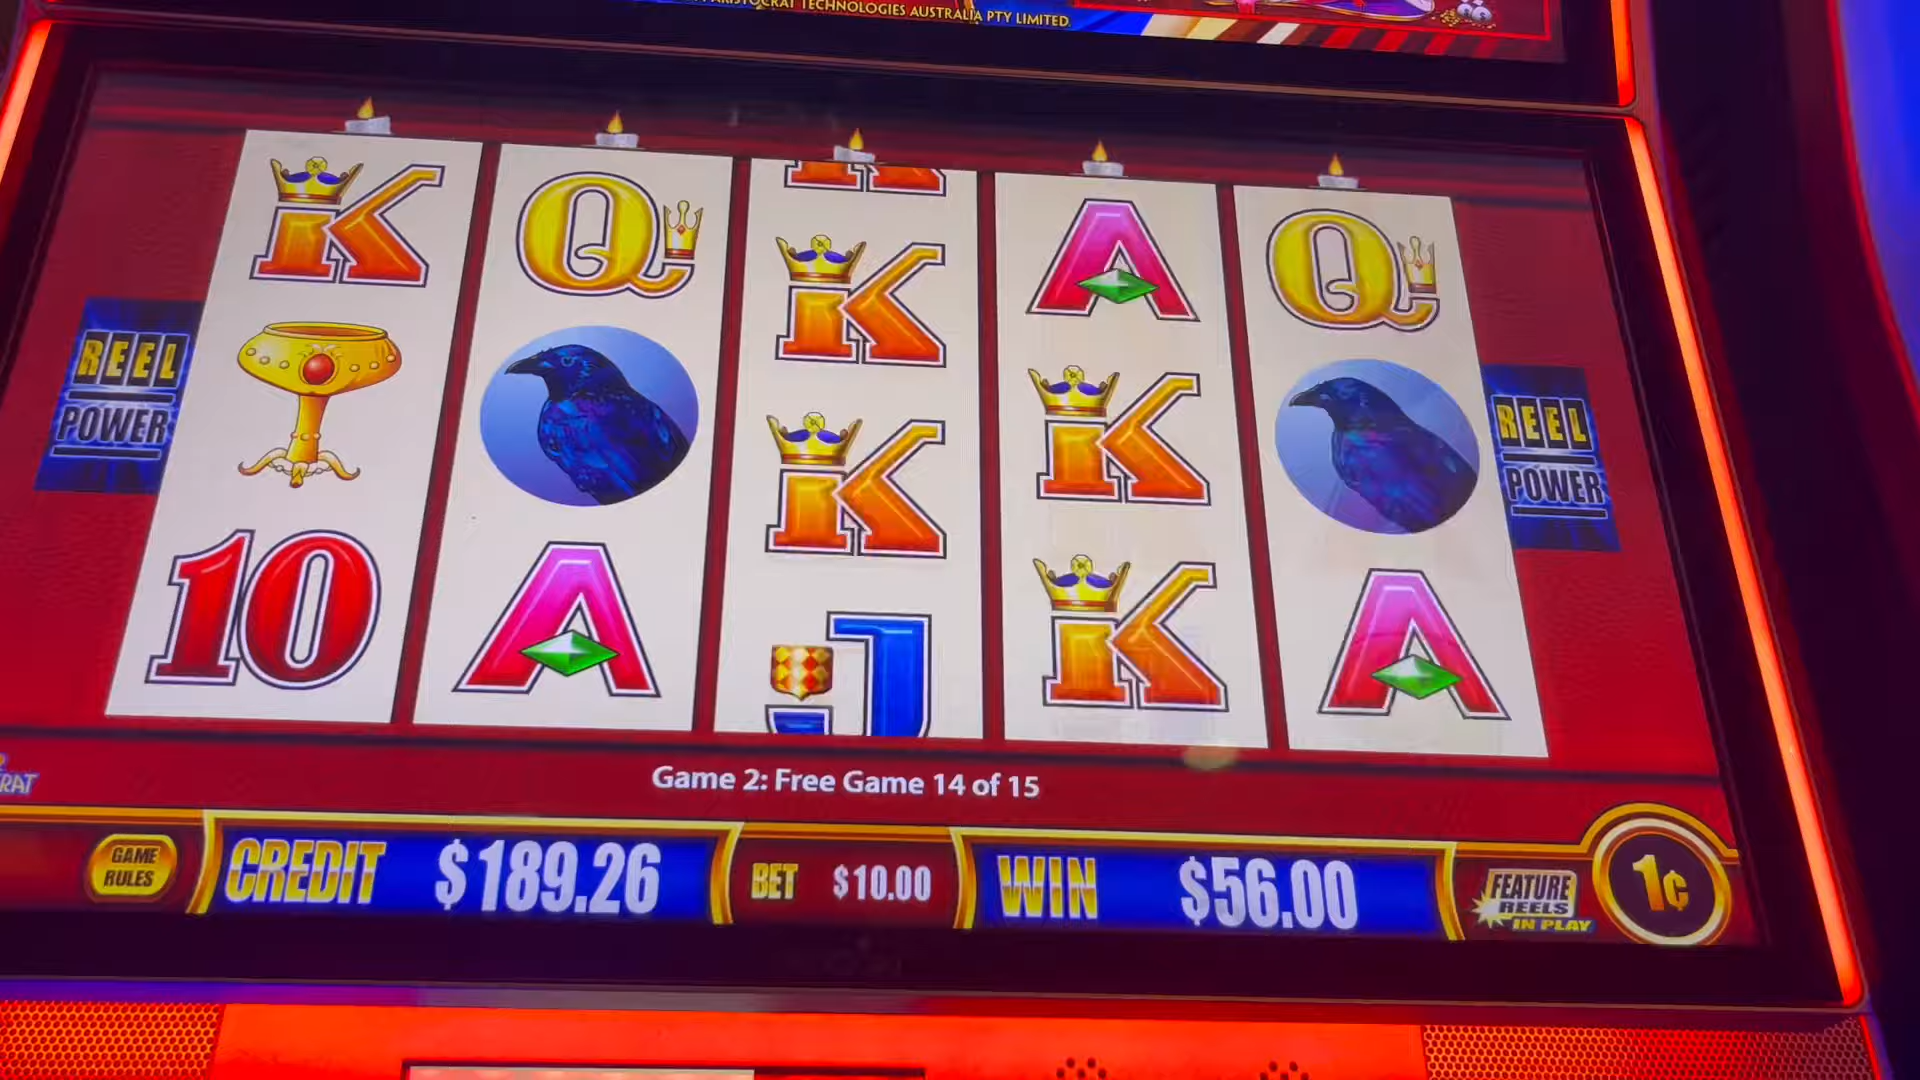 ARISTOCRAT TECHNOLOGIES AUSTRALIA PTY LIMITED.
K Q K A Q
REEL POWER
K K
REEL POWER
K
10 A J K A
Game 2: Free Game 14 of 15
GAME RULES
CREDIT $189.26
BET $10.00
WIN $56.00
FEATURE REELS IN PLAY
1¢